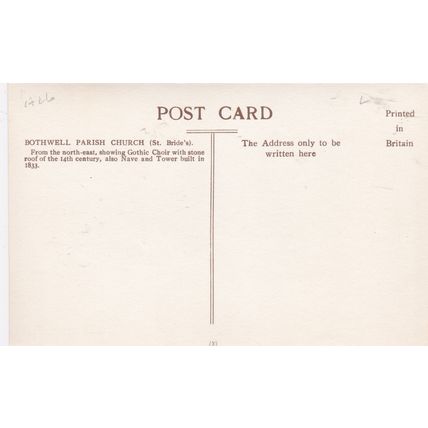 POST CARD
Printed
in
Britain
BOTHWELL PARISH CHURCH (St. Bride's).
From the north-east, showing Gothic Choir with stone
roof of the 14th century, also Nave and Tower built in
1833.
The Address only to be
written here